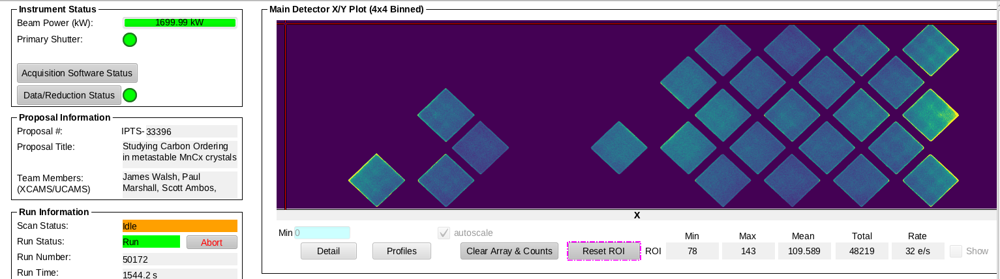 Instrument Status
Beam Power (kW):
1699.99 kW
Primary Shutter:
Acquisition Software Status
Data/Reduction Status
Proposal Information
Proposal #:
IPTS- 33396
Proposal Title:
Studying Carbon Ordering
in metastable MnCx crystals
Team Members:
(XCAMS/UCAMS)
James Walsh, Paul
Marshall, Scott Ambos,
Run Information
Scan Status:
Idle
Run Status:
Run
Abort
Run Number:
50172
Run Time:
1544.2 s
Main Detector X/Y Plot (4x4 Binned)
X
Min 0
autoscale
Detail
Profiles
Clear Array & Counts
Reset ROI
ROI
Min Max Mean Total Rate
78 143 109.589 48219 32 e/s
Show